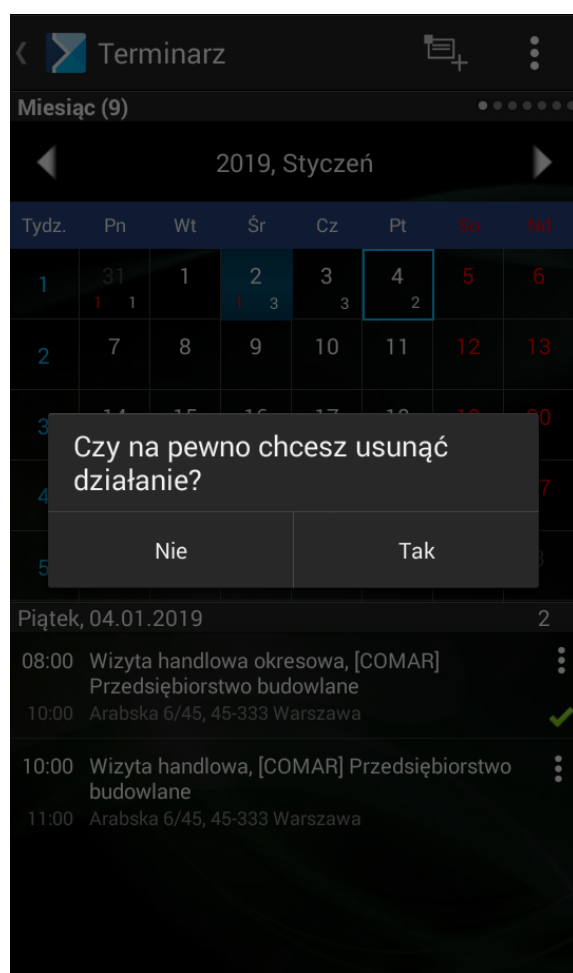 Terminarz
Miesiąc (9)
2019, Styczeń
Tydz. Pn Wt Śr Cz Pt So Nd
1 31 1 2 3 4 5 6
1 1 1 3 3 2
2 7 8 9 10 11 12 13
3
Czy na pewno chcesz usunąć
działanie?
4
Nie Tak
5
Piątek, 04.01.2019 2
08:00 Wizyta handlowa okresowa, [COMAR]
Przedsiębiorstwo budowlane
10:00 Arabska 6/45, 45-333 Warszawa
10:00 Wizyta handlowa, [COMAR] Przedsiębiorstwo
budowlane
11:00 Arabska 6/45, 45-333 Warszawa